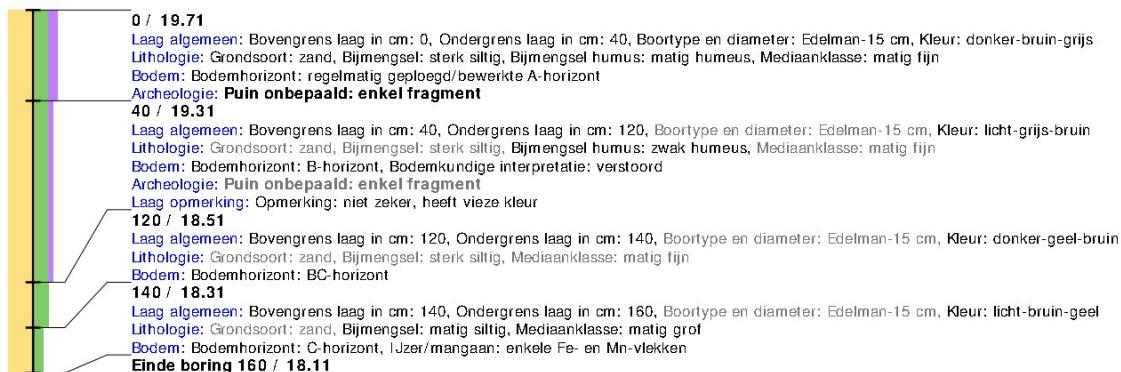 0 / 19.71
Laag algemeen: Bovengrens laag in cm: 0, Ondergrens laag in cm: 40, Boortype en diameter: Edelman-15 cm, Kleur: donker-bruin-grijs
Lithologie: Grondsoort: zand, Bijmengsel: sterk siltig, Bijmengsel humus: matig humeus, Mediaanklasse: matig fijn
Bodem: Bodemhorizont: regelmatig geploegd/bewerkte A-horizont
Archeologie: Puin onbepaald: enkel fragment
40 / 19.31
Laag algemeen: Bovengrens laag in cm: 40, Ondergrens laag in cm: 120, Boortype en diameter: Edelman-15 cm, Kleur: licht-grijs-bruin
Lithologie: Grondsoort: zand, Bijmengsel: sterk siltig, Bijmengsel humus: zwak humeus, Mediaanklasse: matig fijn
Bodem: Bodemhorizont: B-horizont, Bodemkundige interpretatie: verstoord
Archeologie: Puin onbepaald: enkel fragment
Laag opmerking: Opmerking: niet zeker, heeft vieze kleur
120 / 18.51
Laag algemeen: Bovengrens laag in cm: 120, Ondergrens laag in cm: 140, Boortype en diameter: Edelman-15 cm, Kleur: donker-geel-bruin
Lithologie: Grondsoort: zand, Bijmengsel: sterk siltig, Mediaanklasse: matig fijn
Bodem: Bodemhorizont: BC-horizont
140 / 18.31
Laag algemeen: Bovengrens laag in cm: 140, Ondergrens laag in cm: 160, Boortype en diameter: Edelman-15 cm, Kleur: licht-bruin-geel
Lithologie: Grondsoort: zand, Bijmengsel: matig siltig, Mediaanklasse: matig grof
Bodem: Bodemhorizont: C-horizont, IJzer/mangaan: enkele Fe- en Mn-vlekken
Einde boring 160 / 18.11